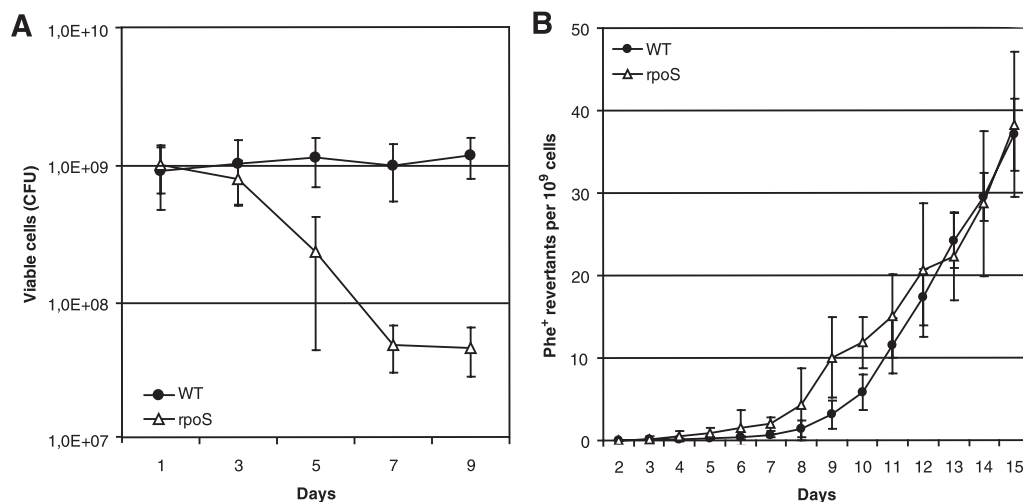 A
1,0E+10
1,0E+09
1,0E+08
1,0E+07
Viable cells (CFU)
WT
rpoS
1 3 5 7 9
Days
B
50
40
30
20
10
0
Phe⁺ revertants per 10⁹ cells
WT
rpoS
2 3 4 5 6 7 8 9 10 11 12 13 14 15
Days